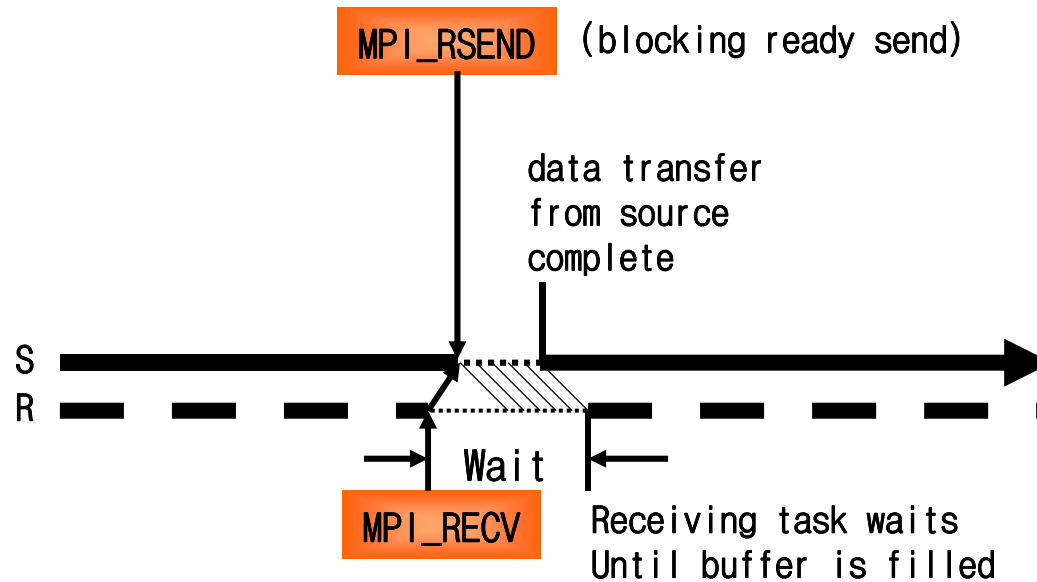 MPI_RSEND (blocking ready send)
data transfer
from source
complete
S
R
Wait
MPI_RECV
Receiving task waits
Until buffer is filled